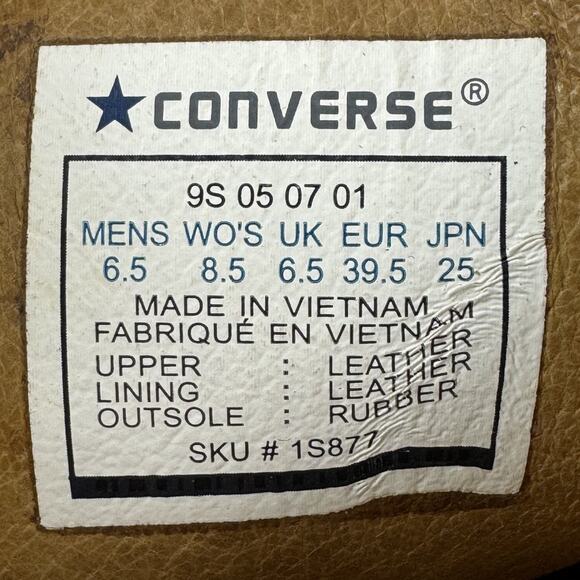 CONVERSE®
9S 05 07 01
MENS WO'S UK EUR JPN
6.5 8.5 6.5 39.5 25
MADE IN VIETNAM
FABRIQUÉ EN VIETNAM
UPPER : LEATHER
LINING : LEATHER
OUTSOLE : RUBBER
SKU # 1S877